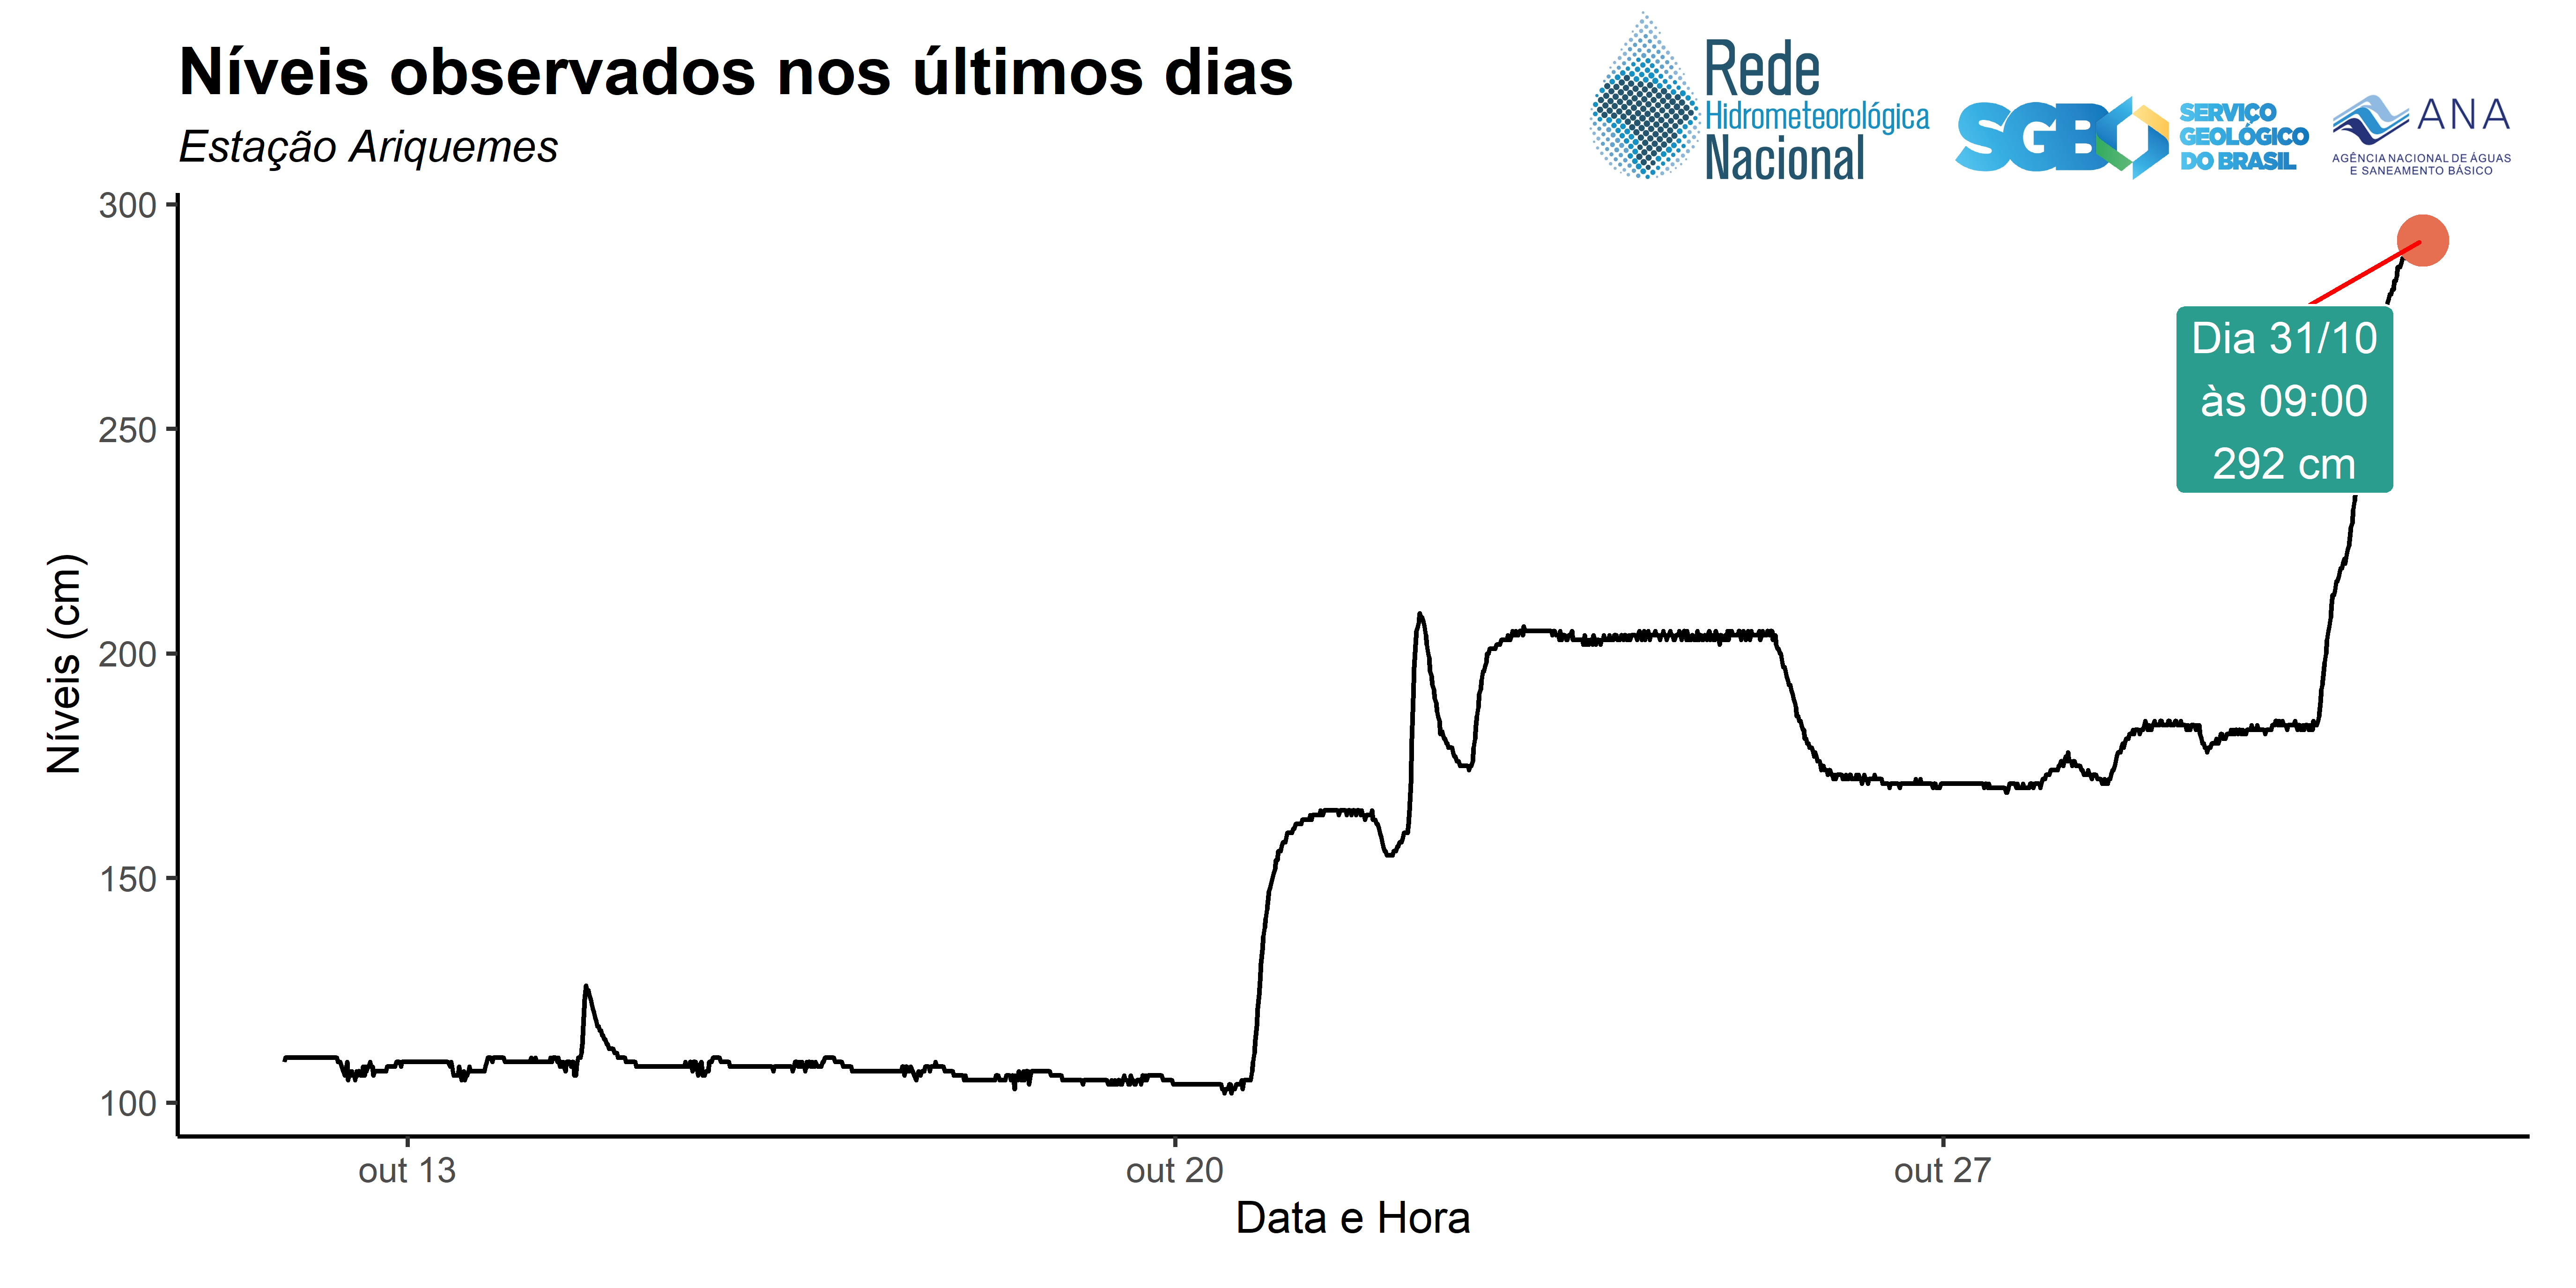 Níveis observados nos últimos dias
Estação Ariquemes
Rede
Hidrometeorológica
Nacional
SGB
SERVIÇO
GEOLÓGICO
DO BRASIL
ANA
AGÊNCIA NACIONAL DE ÁGUAS
E SANEAMENTO BÁSICO
300
250
200
150
100
Níveis (cm)
Dia 31/10
às 09:00
292 cm
out 13
out 20
out 27
Data e Hora